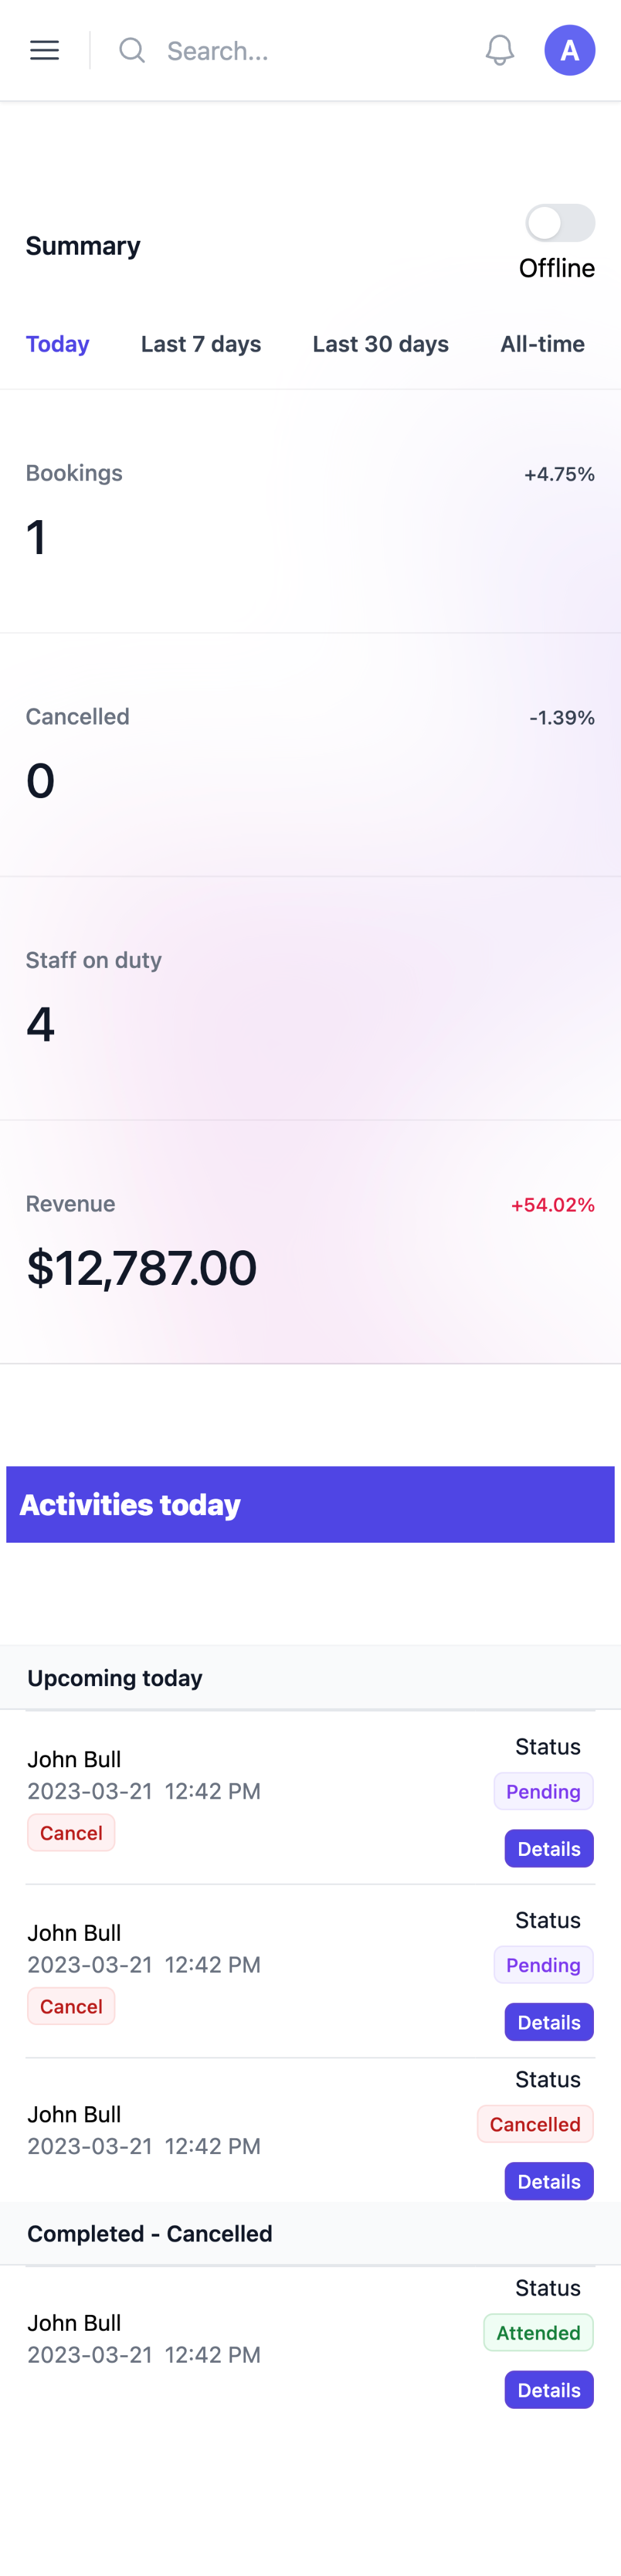 Search...
A
Summary
Offline
Today Last 7 days Last 30 days All-time
Bookings +4.75%
1
Cancelled -1.39%
0
Staff on duty
4
Revenue +54.02%
$12,787.00
Activities today
Upcoming today
John Bull Status
2023-03-21 12:42 PM Pending
Cancel Details
John Bull Status
2023-03-21 12:42 PM Pending
Cancel Details
Status
John Bull Cancelled
2023-03-21 12:42 PM
Details
Completed - Cancelled
Status
John Bull Attended
2023-03-21 12:42 PM
Details